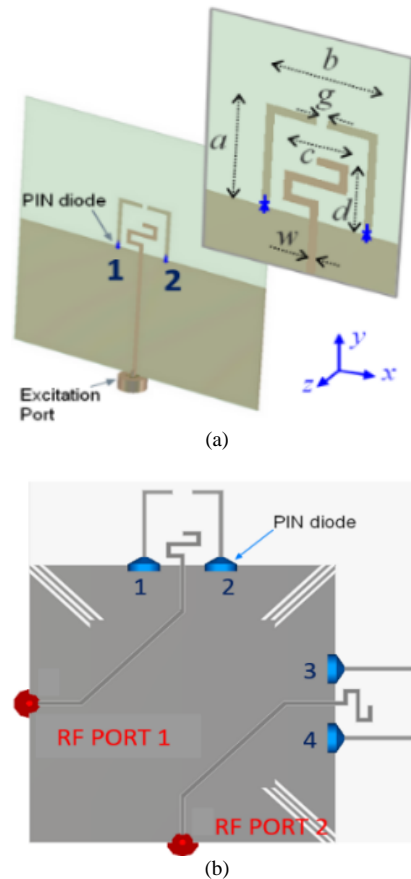 b
g
a
c
d
w
PIN diode
1
2
Excitation
Port
y
x
z
(a)
PIN diode
1
2
3
4
RF PORT 1
RF PORT 2
(b)